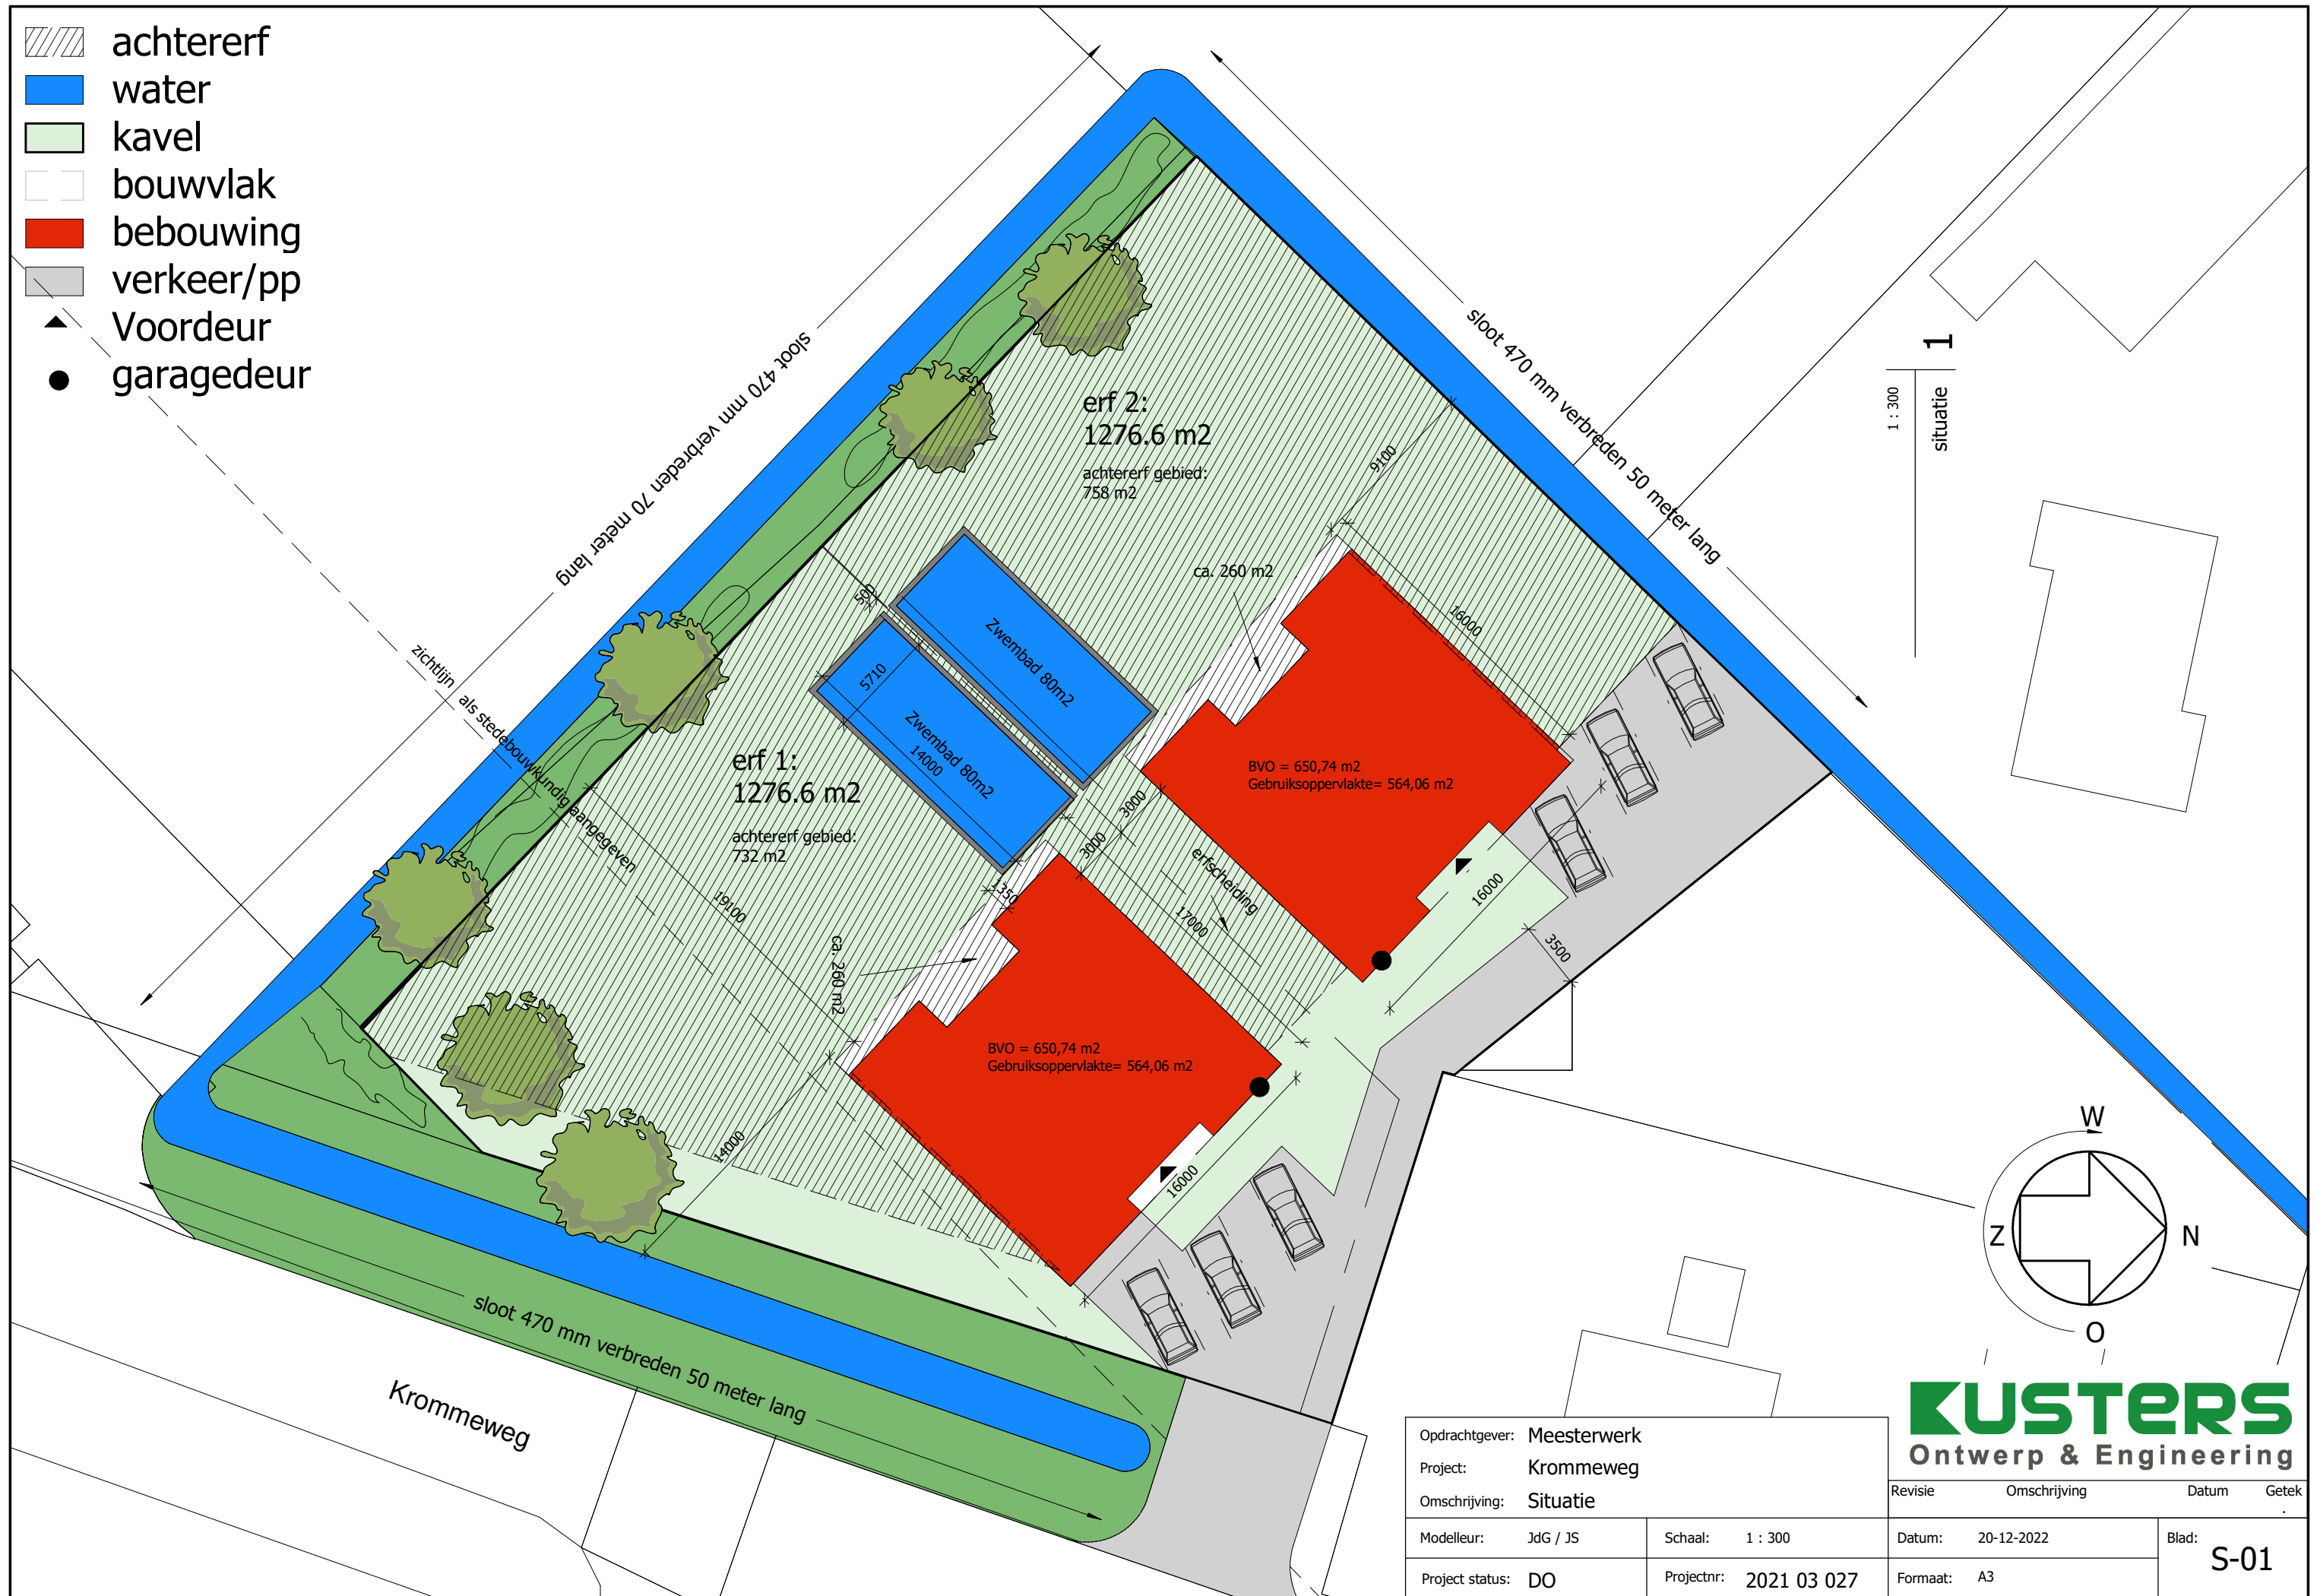 achtererf
water
kavel
bouwvlak
bebouwing
verkeer/pp
Voordeur
garagedeur
sloot 470 mm verbreden 70 meter lang
sloot 470 mm verbreden 50 meter lang
1
1 : 300
situatie
erf 2:
1276.6 m2
achtererf gebied:
758 m2
9100
ca. 260 m2
16000
500
Zwembad 80m2
5710
Zwembad 80m2
14000
zichtlijn als stedebouwkundig aangegeven
erf 1:
1276.6 m2
achtererf gebied:
732 m2
BVO = 650,74 m2
Gebruiksoppervlakte= 564,06 m2
3000
3000
erfscheiding
1350
19100
17000
16000
3500
ca. 260 m2
BVO = 650,74 m2
Gebruiksoppervlakte= 564,06 m2
14000
16000
sloot 470 mm verbreden 50 meter lang
Krommeweg
W
Z
N
O
KUSTERS
Ontwerp & Engineering
Opdrachtgever: Meesterwerk
Project: Krommeweg
Omschrijving: Situatie
Revisie Omschrijving Datum Getek
.
Modelleur: JdG / JS Schaal: 1 : 300 Datum: 20-12-2022 Blad:
S-01
Project status: DO Projectnr: 2021 03 027 Formaat: A3